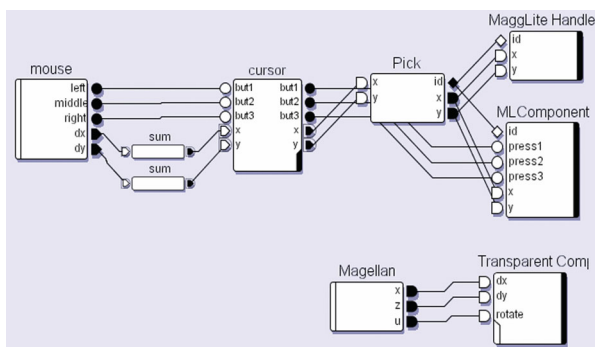 MaggLite Handle
id
x
y
mouse
left
middle
right
dx
dy
sum
sum
cursor
but1
but2
but3
x
y
but1
but2
but3
x
y
Pick
x
y
id
x
y
MLComponent
id
press1
press2
press3
x
y
Magellan
x
z
u
Transparent Comp
dx
dy
rotate